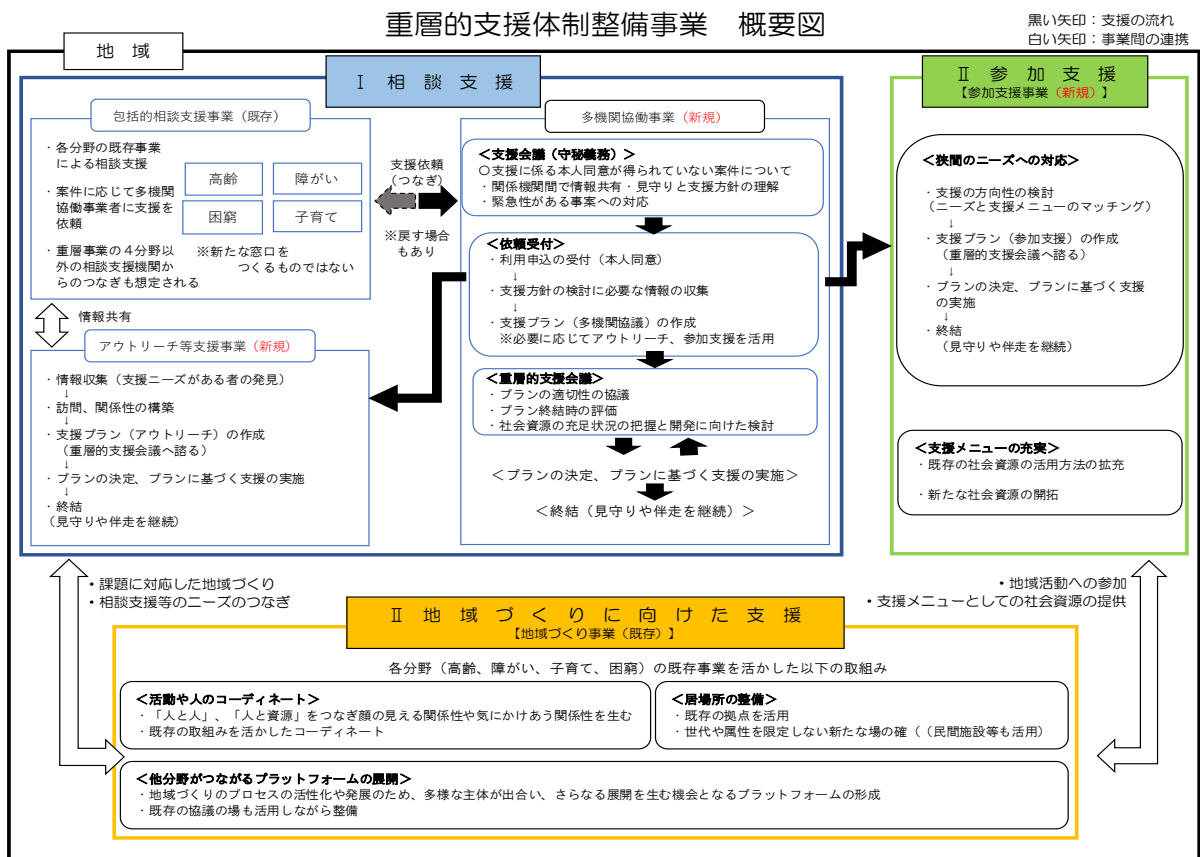 重層的支援体制整備事業　概要図
黒い矢印：支援の流れ
白い矢印：事業間の連携
地　域
Ⅰ　相　談　支　援
包括的相談支援事業（既存）
・各分野の既存事業
による相談支援
・案件に応じて多機関
協働事業者に支援を
依頼
・重層事業の４分野以
外の相談支援機関か
らのつなぎも想定される
高齢
障がい
困窮
子育て
※新たな窓口を
つくるものではない
支援依頼
（つなぎ）
※戻す場合
もあり
情報共有
アウトリーチ等支援事業（新規）
・情報収集（支援ニーズがある者の発見）
↓
・訪問、関係性の構築
↓
・支援プラン（アウトリーチ）の作成
（重層的支援会議へ諮る）
↓
・プランの決定、プランに基づく支援の実施
↓
・終結
（見守りや伴走を継続）
多機関協働事業（新規）
＜支援会議（守秘義務）＞
〇支援に係る本人同意が得られていない案件について
・関係機関間で情報共有・見守りと支援方針の理解
・緊急性がある事案への対応
＜依頼受付＞
・利用申込の受付（本人同意）
↓
・支援方針の検討に必要な情報の収集
↓
・支援プラン（多機関協議）の作成
※必要に応じてアウトリーチ、参加支援を活用
＜重層的支援会議＞
・プランの適切性の協議
・プラン終結時の評価
・社会資源の充足状況の把握と開発に向けた検討
＜プランの決定、プランに基づく支援の実施＞
＜終結（見守りや伴走を継続）＞
Ⅱ　参　加　支　援
【参加支援事業（新規）】
＜狭間のニーズへの対応＞
・支援の方向性の検討
（ニーズと支援メニューのマッチング）
↓
・支援プラン（参加支援）の作成
（重層的支援会議へ諮る）
↓
・プランの決定、プランに基づく支援
の実施
↓
・終結
（見守りや伴走を継続）
＜支援メニューの充実＞
・既存の社会資源の活用方法の拡充
・新たな社会資源の開拓
・課題に対応した地域づくり
・相談支援等のニーズのつなぎ
・地域活動への参加
・支援メニューとしての社会資源の提供
Ⅱ　地　域　づ　く　り　に　向　け　た　支　援
【地域づくり事業（既存）】
各分野（高齢、障がい、子育て、困窮）の既存事業を活かした以下の取組み
＜活動や人のコーディネート＞
・「人と人」、「人と資源」をつなぎ顔の見える関係性や気にかけあう関係性を生む
・既存の取組みを活かしたコーディネート
＜居場所の整備＞
・既存の拠点を活用
・世代や属性を限定しない新たな場の確（（民間施設等も活用）
＜他分野がつながるプラットフォームの展開＞
・地域づくりのプロセスの活性化や発展のため、多様な主体が出会い、さらなる展開を生む機会となるプラットフォームの形成
・既存の協議の場も活用しながら整備